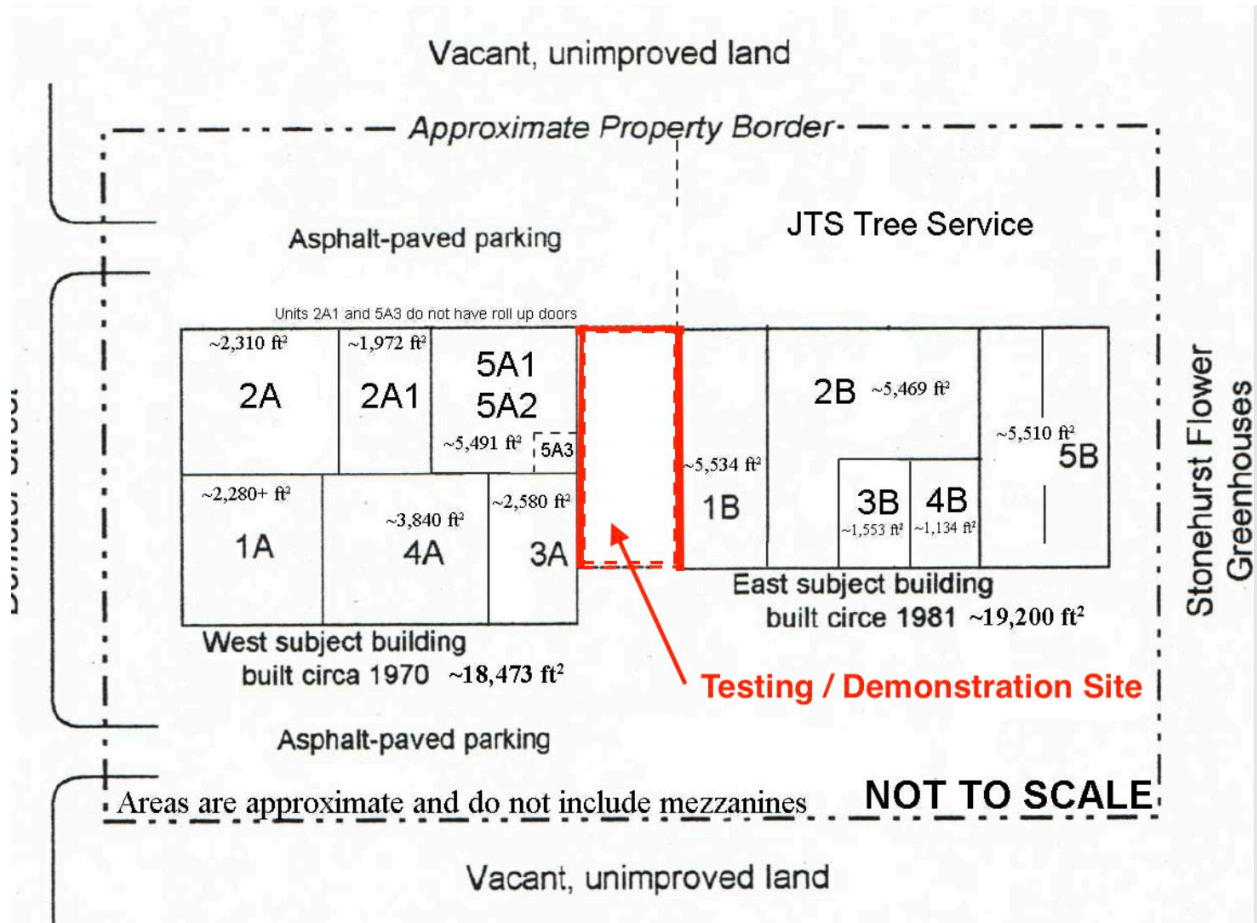 Vacant, unimproved land
Approximate Property Border
JTS Tree Service
Asphalt-paved parking
Units 2A1 and 5A3 do not have roll up doors
~2,310 ft²
2A
~1,972 ft²
2A1
5A1
5A2
~5,491 ft²
5A3
~2,280+ ft²
1A
~3,840 ft²
4A
~2,580 ft²
3A
~5,534 ft²
1B
2B ~5,469 ft²
3B
~1,553 ft²
4B
~1,134 ft²
~5,510 ft²
5B
Stonehurst Flower
Greenhouses
West subject building
built circa 1970 ~18,473 ft²
East subject building
built circe 1981 ~19,200 ft²
Testing / Demonstration Site
Asphalt-paved parking
Areas are approximate and do not include mezzanines
NOT TO SCALE
Vacant, unimproved land